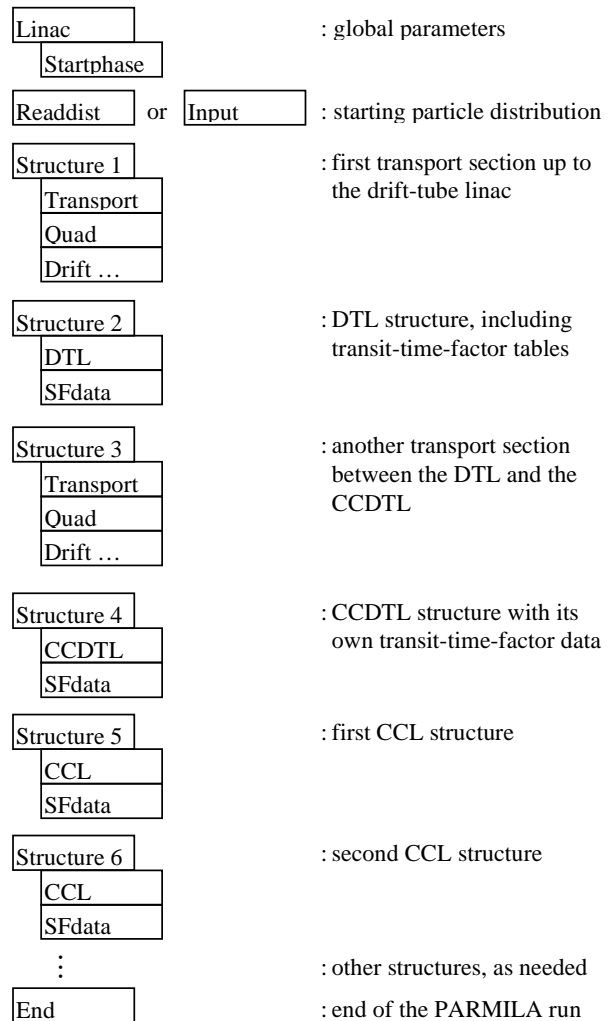 Linac : global parameters
Startphase
Readdist or Input : starting particle distribution
Structure 1 : first transport section up to
Transport the drift-tube linac
Quad
Drift …
Structure 2 : DTL structure, including
DTL transit-time-factor tables
SFdata
Structure 3 : another transport section
Transport between the DTL and the
Quad CCDTL
Drift …
Structure 4 : CCDTL structure with its
CCDTL own transit-time-factor data
SFdata
Structure 5 : first CCL structure
CCL
SFdata
Structure 6 : second CCL structure
CCL
SFdata
⋮ : other structures, as needed
End : end of the PARMILA run